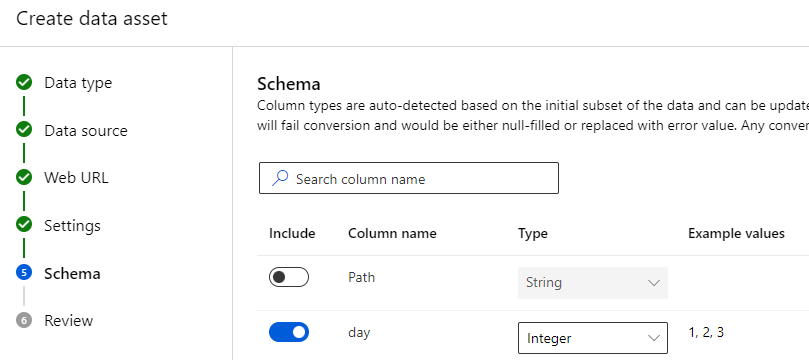 Create data asset
Data type
Data source
Web URL
Settings
5 Schema
6 Review
Schema
Column types are auto-detected based on the initial subset of the data and can be update
will fail conversion and would be either null-filled or replaced with error value. Any conver
Search column name
Include Column name Type Example values
Path String
day Integer 1, 2, 3